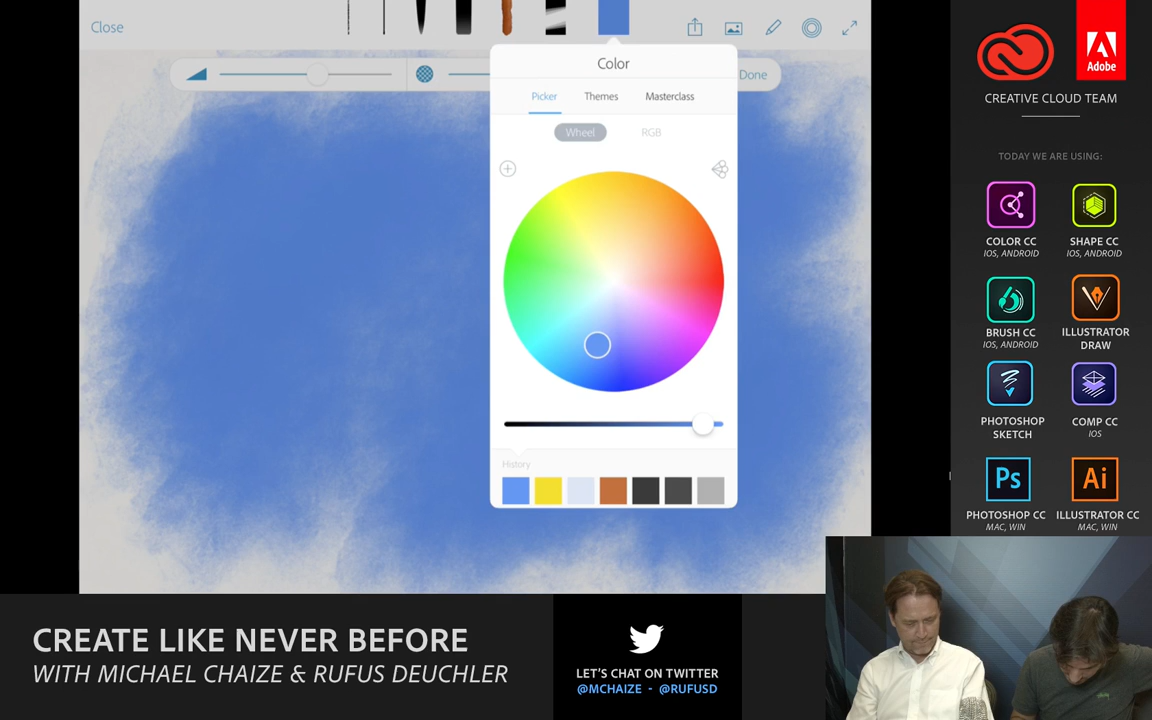 Close
Done
Color
Picker
Themes
Masterclass
Wheel
RGB
History
Adobe
CREATIVE CLOUD TEAM
TODAY WE ARE USING:
COLOR CC
IOS, ANDROID
SHAPE CC
IOS, ANDROID
BRUSH CC
IOS, ANDROID
ILLUSTRATOR
DRAW
PHOTOSHOP
SKETCH
COMP CC
IOS
Ps
PHOTOSHOP CC
MAC, WIN
Ai
ILLUSTRATOR CC
MAC, WIN
CREATE LIKE NEVER BEFORE
WITH MICHAEL CHAIZE & RUFUS DEUCHLER
LET'S CHAT ON TWITTER
@MCHAIZE - @RUFUSD